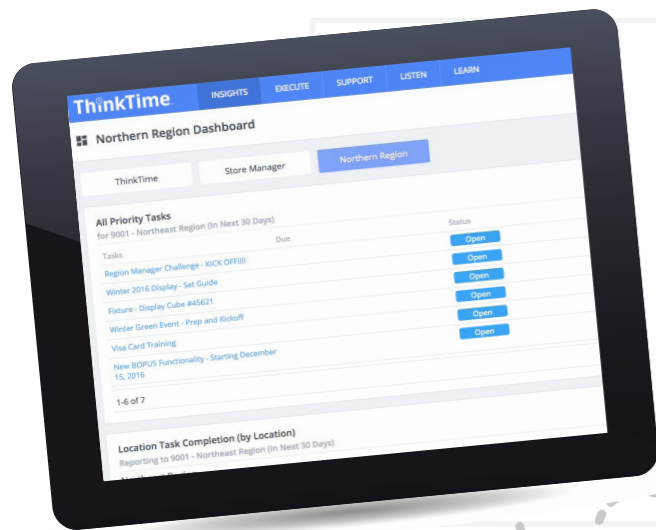 ThinkTime
INSIGHTS EXECUTE SUPPORT LISTEN LEARN
Northern Region Dashboard
ThinkTime Store Manager Northern Region
All Priority Tasks
for 9001 - Northeast Region (In Next 30 Days)
Tasks Due Status
Region Manager Challenge - KICK OFF!!!! Open
Winter 2016 Display - Set Guide Open
Fixture - Display Cube #45621 Open
Winter Green Event - Prep and Kickoff Open
Visa Card Training Open
New BOPUS Functionality - Starting December Open
15, 2016
1-6 of 7
Location Task Completion (by Location)
Reporting to 9001 - Northeast Region (In Next 30 Days)